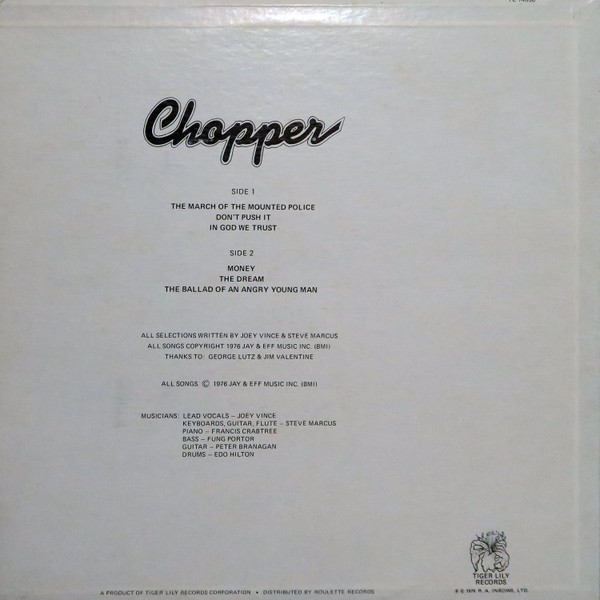 Chopper
SIDE 1
THE MARCH OF THE MOUNTED POLICE
DON'T PUSH IT
IN GOD WE TRUST
SIDE 2
MONEY
THE DREAM
THE BALLAD OF AN ANGRY YOUNG MAN
ALL SELECTIONS WRITTEN BY JOEY VINCE & STEVE MARCUS
ALL SONGS COPYRIGHT 1976 JAY & EFF MUSIC INC. (BMI)
THANKS TO: GEORGE LUTZ & JIM VALENTINE
ALL SONGS © 1976 JAY & EFF MUSIC INC. (BMI)
MUSICIANS: LEAD VOCALS – JOEY VINCE
KEYBOARDS, GUITAR, FLUTE – STEVE MARCUS
PIANO – FRANCIS CRABTREE
BASS – FUNG PORTOR
GUITAR – PETER BRANAGAN
DRUMS – EDO HILTON
TIGER LILY
RECORDS
A PRODUCT OF TIGER LILY RECORDS CORPORATION • DISTRIBUTED BY ROULETTE RECORDS
LTD.